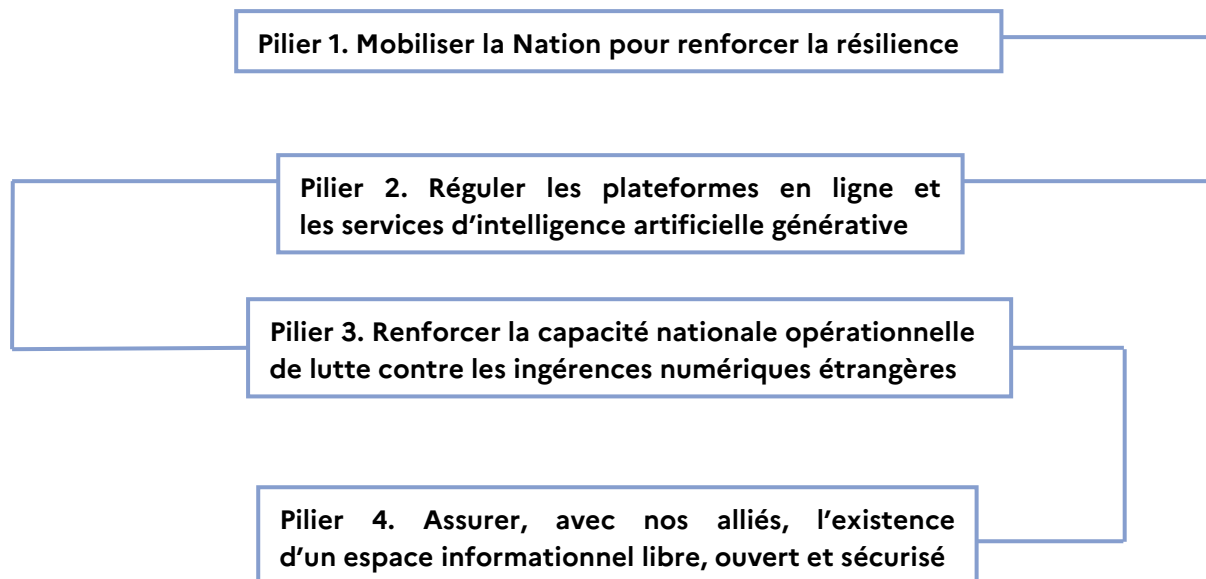 Pilier 1. Mobiliser la Nation pour renforcer la résilience
Pilier 2. Réguler les plateformes en ligne et
les services d’intelligence artificielle générative
Pilier 3. Renforcer la capacité nationale opérationnelle
de lutte contre les ingérences numériques étrangères
Pilier 4. Assurer, avec nos alliés, l’existence
d’un espace informationnel libre, ouvert et sécurisé